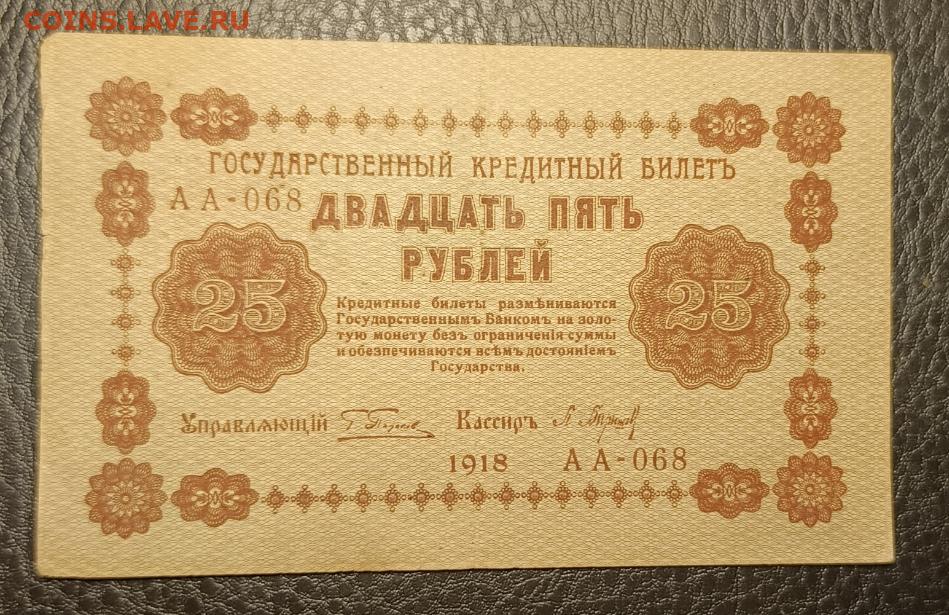 COINS.LAVE.RU
ГОСУДАРСТВЕННЫЙ КРЕДИТНЫЙ БИЛЕТЪ
АА-068
ДВАДЦАТЬ ПЯТЬ
РУБЛЕЙ
25
25
Кредитные билеты размѣниваются
Государственнымъ Банкомъ на золо-
тую монету безъ ограниченія суммы
и обезпечиваются всѣмъ достояніемъ
Государства.
Управляющій
Кассиръ
1918 АА-068